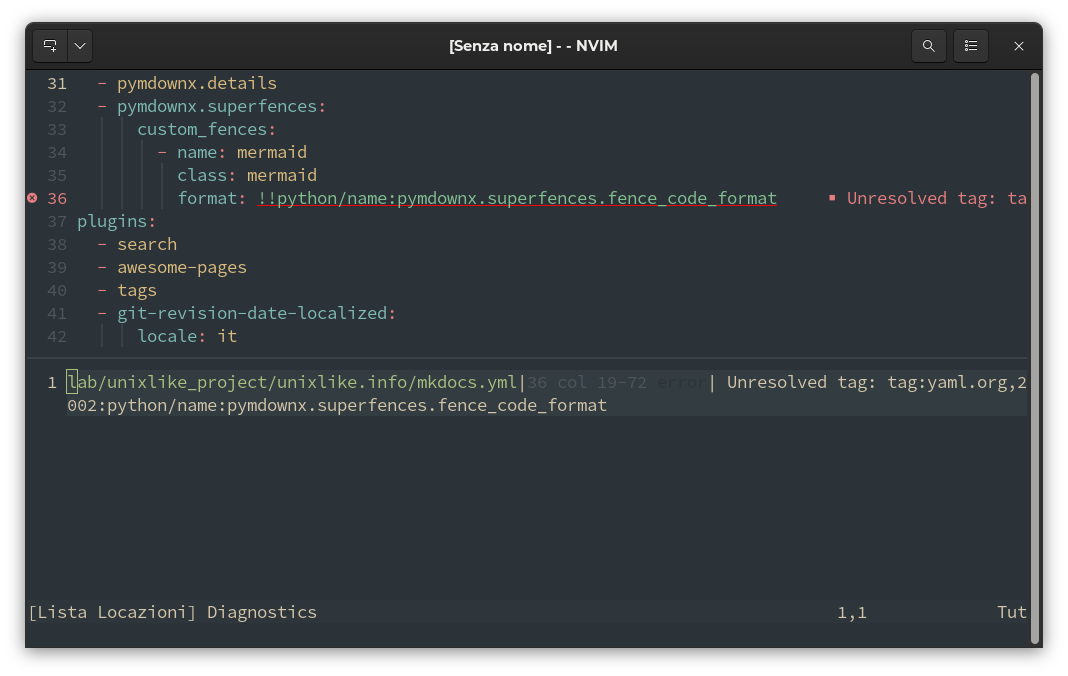 [Senza nome] - - NVIM
31 - pymdownx.details
32 - pymdownx.superfences:
33 custom_fences:
34 - name: mermaid
35 class: mermaid
36 format: !!python/name:pymdownx.superfences.fence_code_format ▪ Unresolved tag: ta
37 plugins:
38 - search
39 - awesome-pages
40 - tags
41 - git-revision-date-localized:
42 locale: it
1 lab/unixlike_project/unixlike.info/mkdocs.yml|36 col 19-72 error| Unresolved tag: tag:yaml.org,2
002:python/name:pymdownx.superfences.fence_code_format
[Lista Locazioni] Diagnostics 1,1 Tut